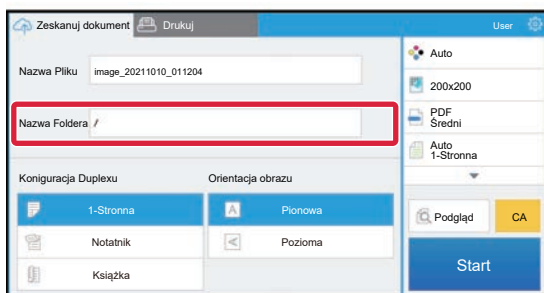 Zeskanuj dokument
Drukuj
User
Nazwa Pliku
image_20211010_011204
Nazwa Foldera
/
Koniguracja Duplexu
Orientacja obrazu
1-Stronna
A
Pionowa
Notatnik
A
Pozioma
Książka
Auto
200x200
PDF
Średni
Auto
1-Stronna
Podgląd
CA
Start